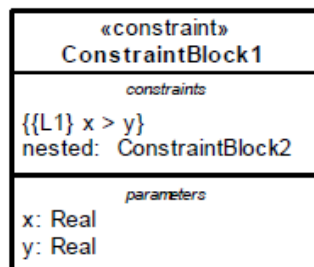 «constraint»
ConstraintBlock1
constraints
{{L1} x > y}
nested: ConstraintBlock2
parameters
x: Real
y: Real